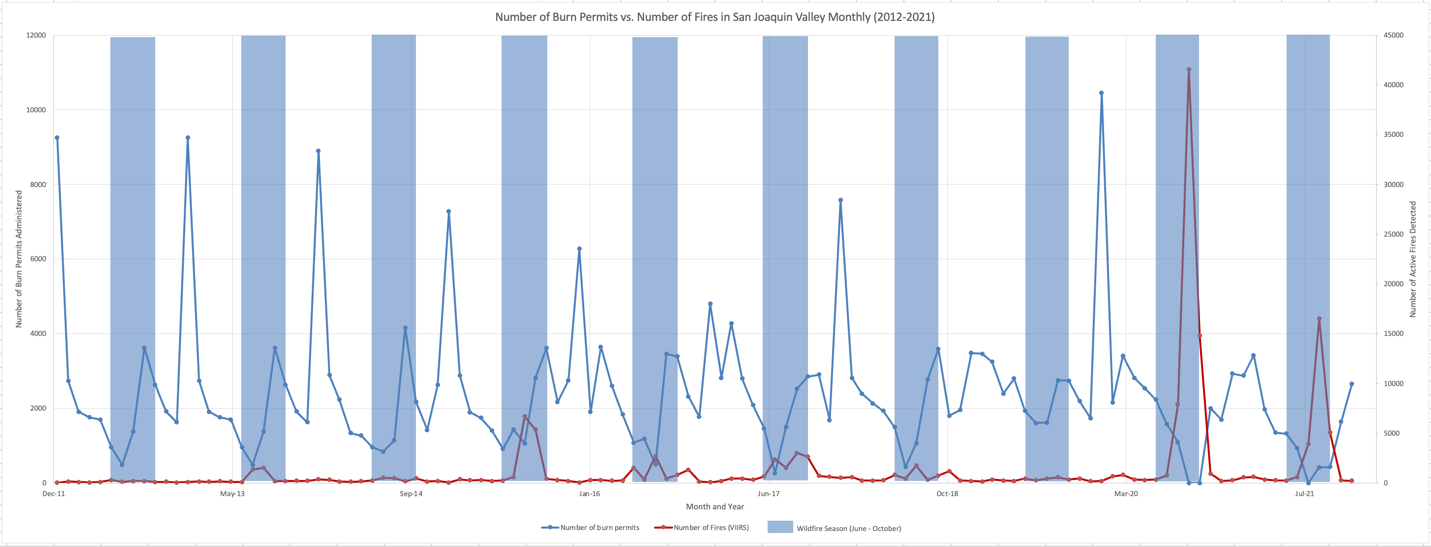 Number of Burn Permits vs. Number of Fires in San Joaquin Valley Monthly (2012-2021)
12000
10000
8000
6000
4000
2000
0
Number of Burn Permits Administered
45000
40000
35000
30000
25000
20000
15000
10000
5000
0
Number of Active Fires Detected
Dec-11 May-13 Sep-14 Jan-16 Jun-17 Oct-18 Mar-20 Jul-21
Month and Year
Number of burn permits Number of Fires (VIIRS) Wildfire Season (June - October)